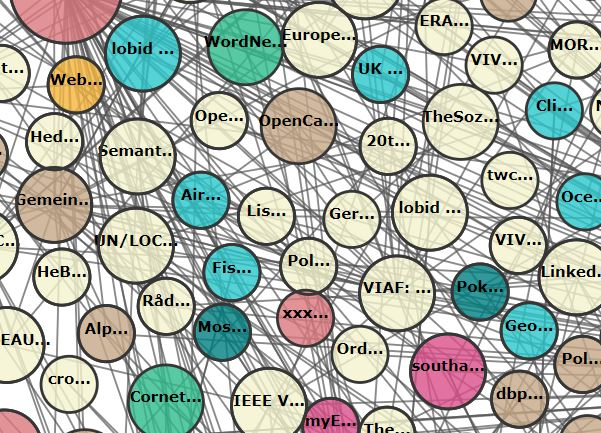 ERA...
lobid ...
WordNe...
Europe...
MOR...
t...
Web...
UK ...
VIV...
Cli...
Hed...
Ope...
OpenCa...
TheSoz...
Semant...
20t...
twc...
Gemein...
Air...
Lis...
Ger...
lobid ...
Oce...
C...
UN/LOC...
VIV...
HeB...
Fis...
Pol...
VIAF: ...
Pok...
Linked...
Råd...
xxx...
Alp...
Mos...
Geo...
EAU...
Ord...
Pol...
cro...
southa...
Cornet...
IEEE V...
dbp...
myE...
The...